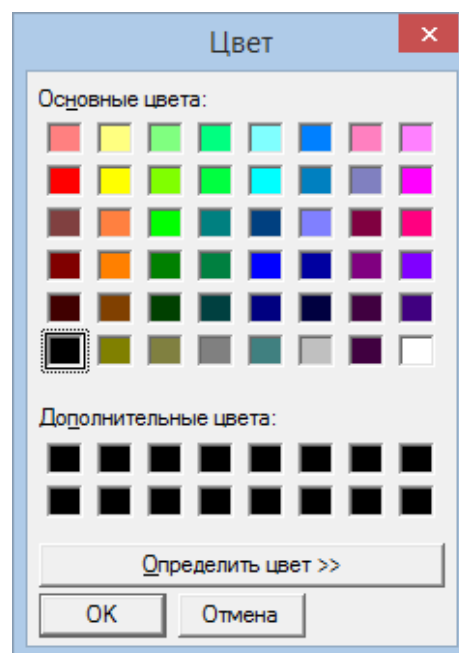 Цвет
Основные цвета:
Дополнительные цвета:
Определить цвет >>
OK Отмена